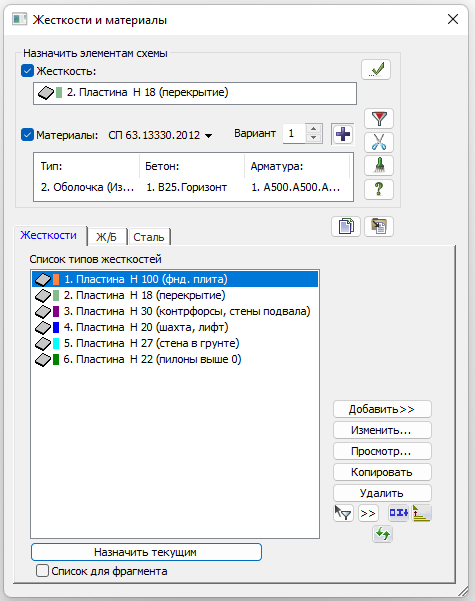 Жесткости и материалы
Назначить элементам схемы
Жесткость:
2. Пластина Н 18 (перекрытие)
Материалы: СП 63.13330.2012 Вариант 1
Тип: Бетон: Арматура:
2. Оболочка (Из... 1. В25.Горизонт 1. А500.А500.А...
?
Жесткости Ж/Б Сталь
Список типов жесткостей
1. Пластина Н 100 (фнд. плита)
2. Пластина Н 18 (перекрытие)
3. Пластина Н 30 (контрфорсы, стены подвала)
4. Пластина Н 20 (шахта, лифт)
5. Пластина Н 27 (стена в грунте)
6. Пластина Н 22 (пилоны выше 0)
Добавить>>
Изменить...
Просмотр...
Копировать
Удалить
>>
Назначить текущим
Список для фрагмента